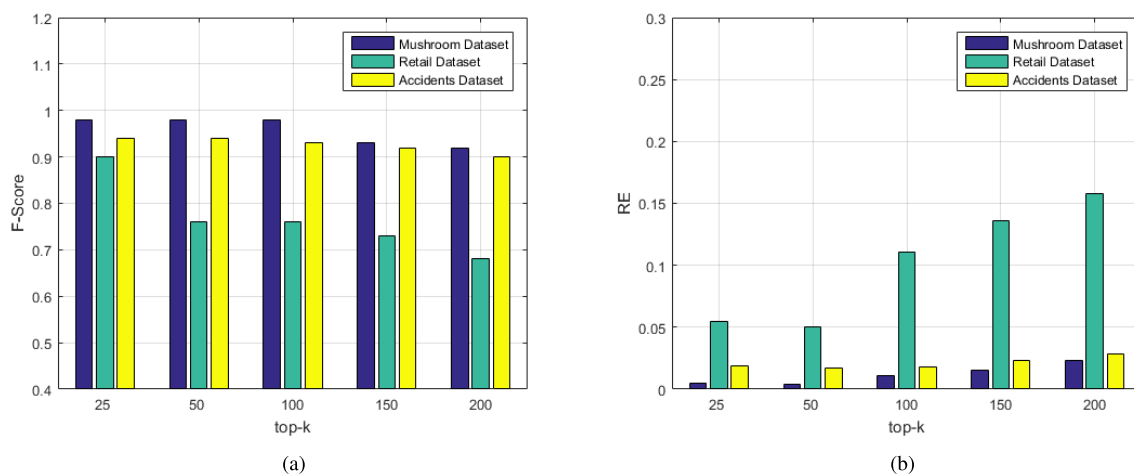 1.2
1.1
1
0.9
0.8
0.7
0.6
0.5
0.4
F-Score
Mushroom Dataset
Retail Dataset
Accidents Dataset
25 50 100 150 200
top-k
(a)
0.3
0.25
0.2
0.15
0.1
0.05
0
RE
Mushroom Dataset
Retail Dataset
Accidents Dataset
25 50 100 150 200
top-k
(b)